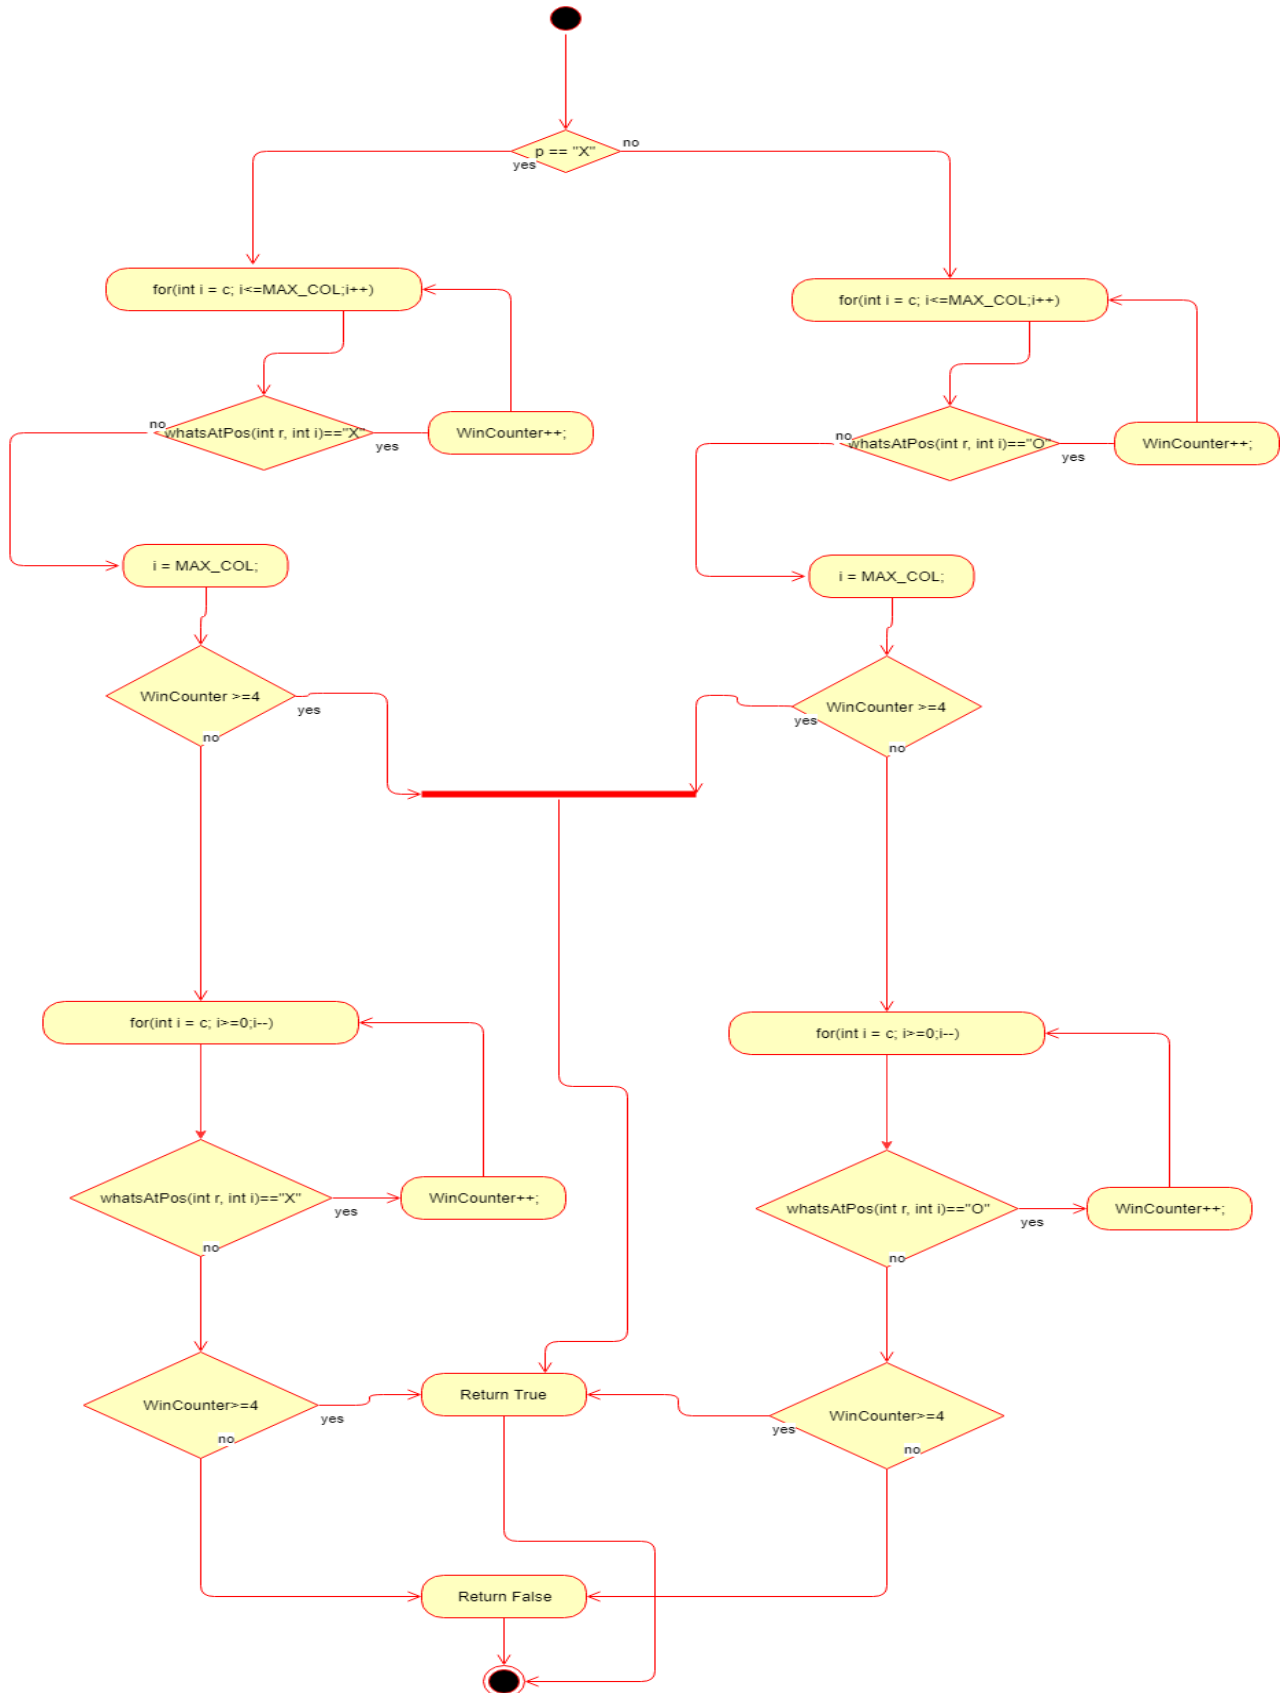 p == "X"
no
yes
for(int i = c; i<=MAX_COL;i++)
for(int i = c; i<=MAX_COL;i++)
no
whatsAtPos(int r, int i)=="X"
yes
WinCounter++;
no
whatsAtPos(int r, int i)=="O"
yes
WinCounter++;
i = MAX_COL;
i = MAX_COL;
WinCounter >=4
yes
no
WinCounter >=4
yes
no
for(int i = c; i>=0;i--)
for(int i = c; i>=0;i--)
whatsAtPos(int r, int i)=="X"
yes
WinCounter++;
no
whatsAtPos(int r, int i)=="O"
yes
WinCounter++;
no
WinCounter>=4
yes
no
Return True
WinCounter>=4
yes
no
Return False